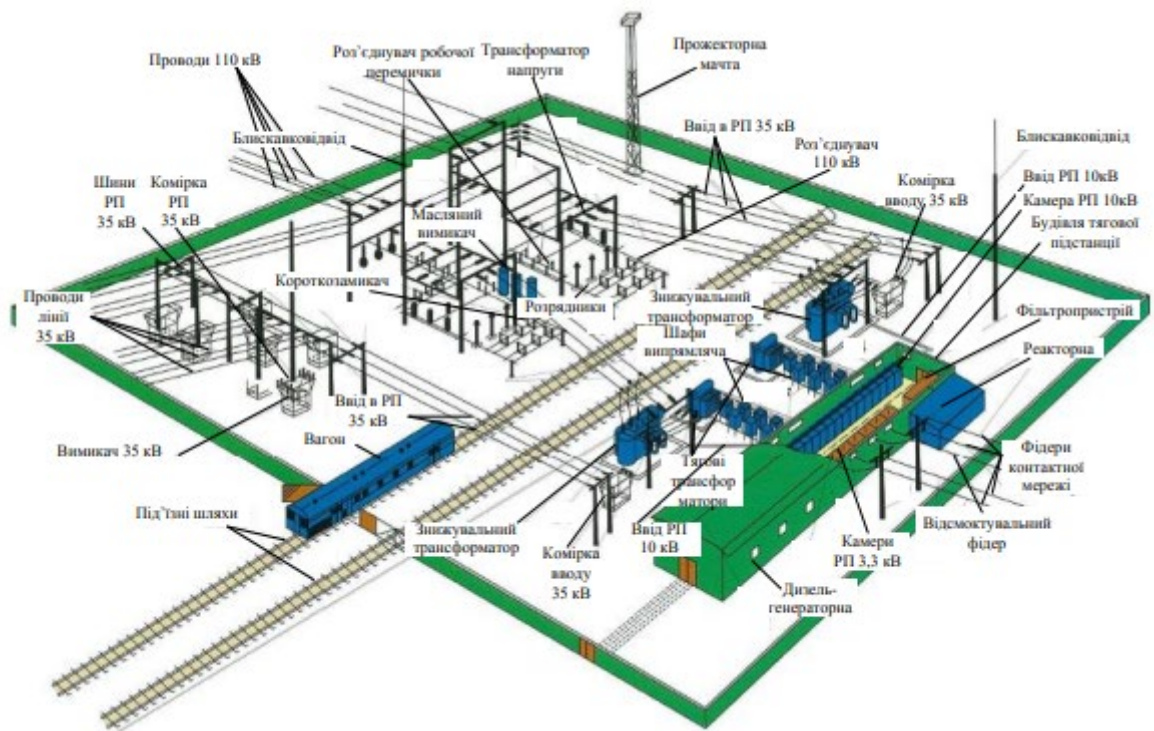 Проводи 110 кВ
Роз’єднувач робочої
перемички
Трансформатор
напруги
Прожекторна
мачта
Блискавковідвід
Ввід в РП 35 кВ
Роз’єднувач
110 кВ
Блискавковідвід
Шини
РП
35 кВ
Комірка
РП
35 кВ
Масляний
вимикач
Комірка
вводу 35 кВ
Ввід РП 10кВ
Камера РП 10кВ
Будівля тягової
підстанції
Короткозамикач
Розрядники
Знижувальний
трансформатор
Проводи
лінії
35 кВ
Шафи
випрямляча
Фільтропристрій
Реакторна
Ввід в РП
35 кВ
Вагон
Вимикач 35 кВ
Тягові
трансфор
матори
Фідери
контактної
мережі
Під’їзні шляхи
Знижувальний
трансформатор
Комірка
вводу
35 кВ
Ввід РП
10 кВ
Камери
РП 3,3 кВ
Відсмоктувальний
фідер
Дизель-
генераторна